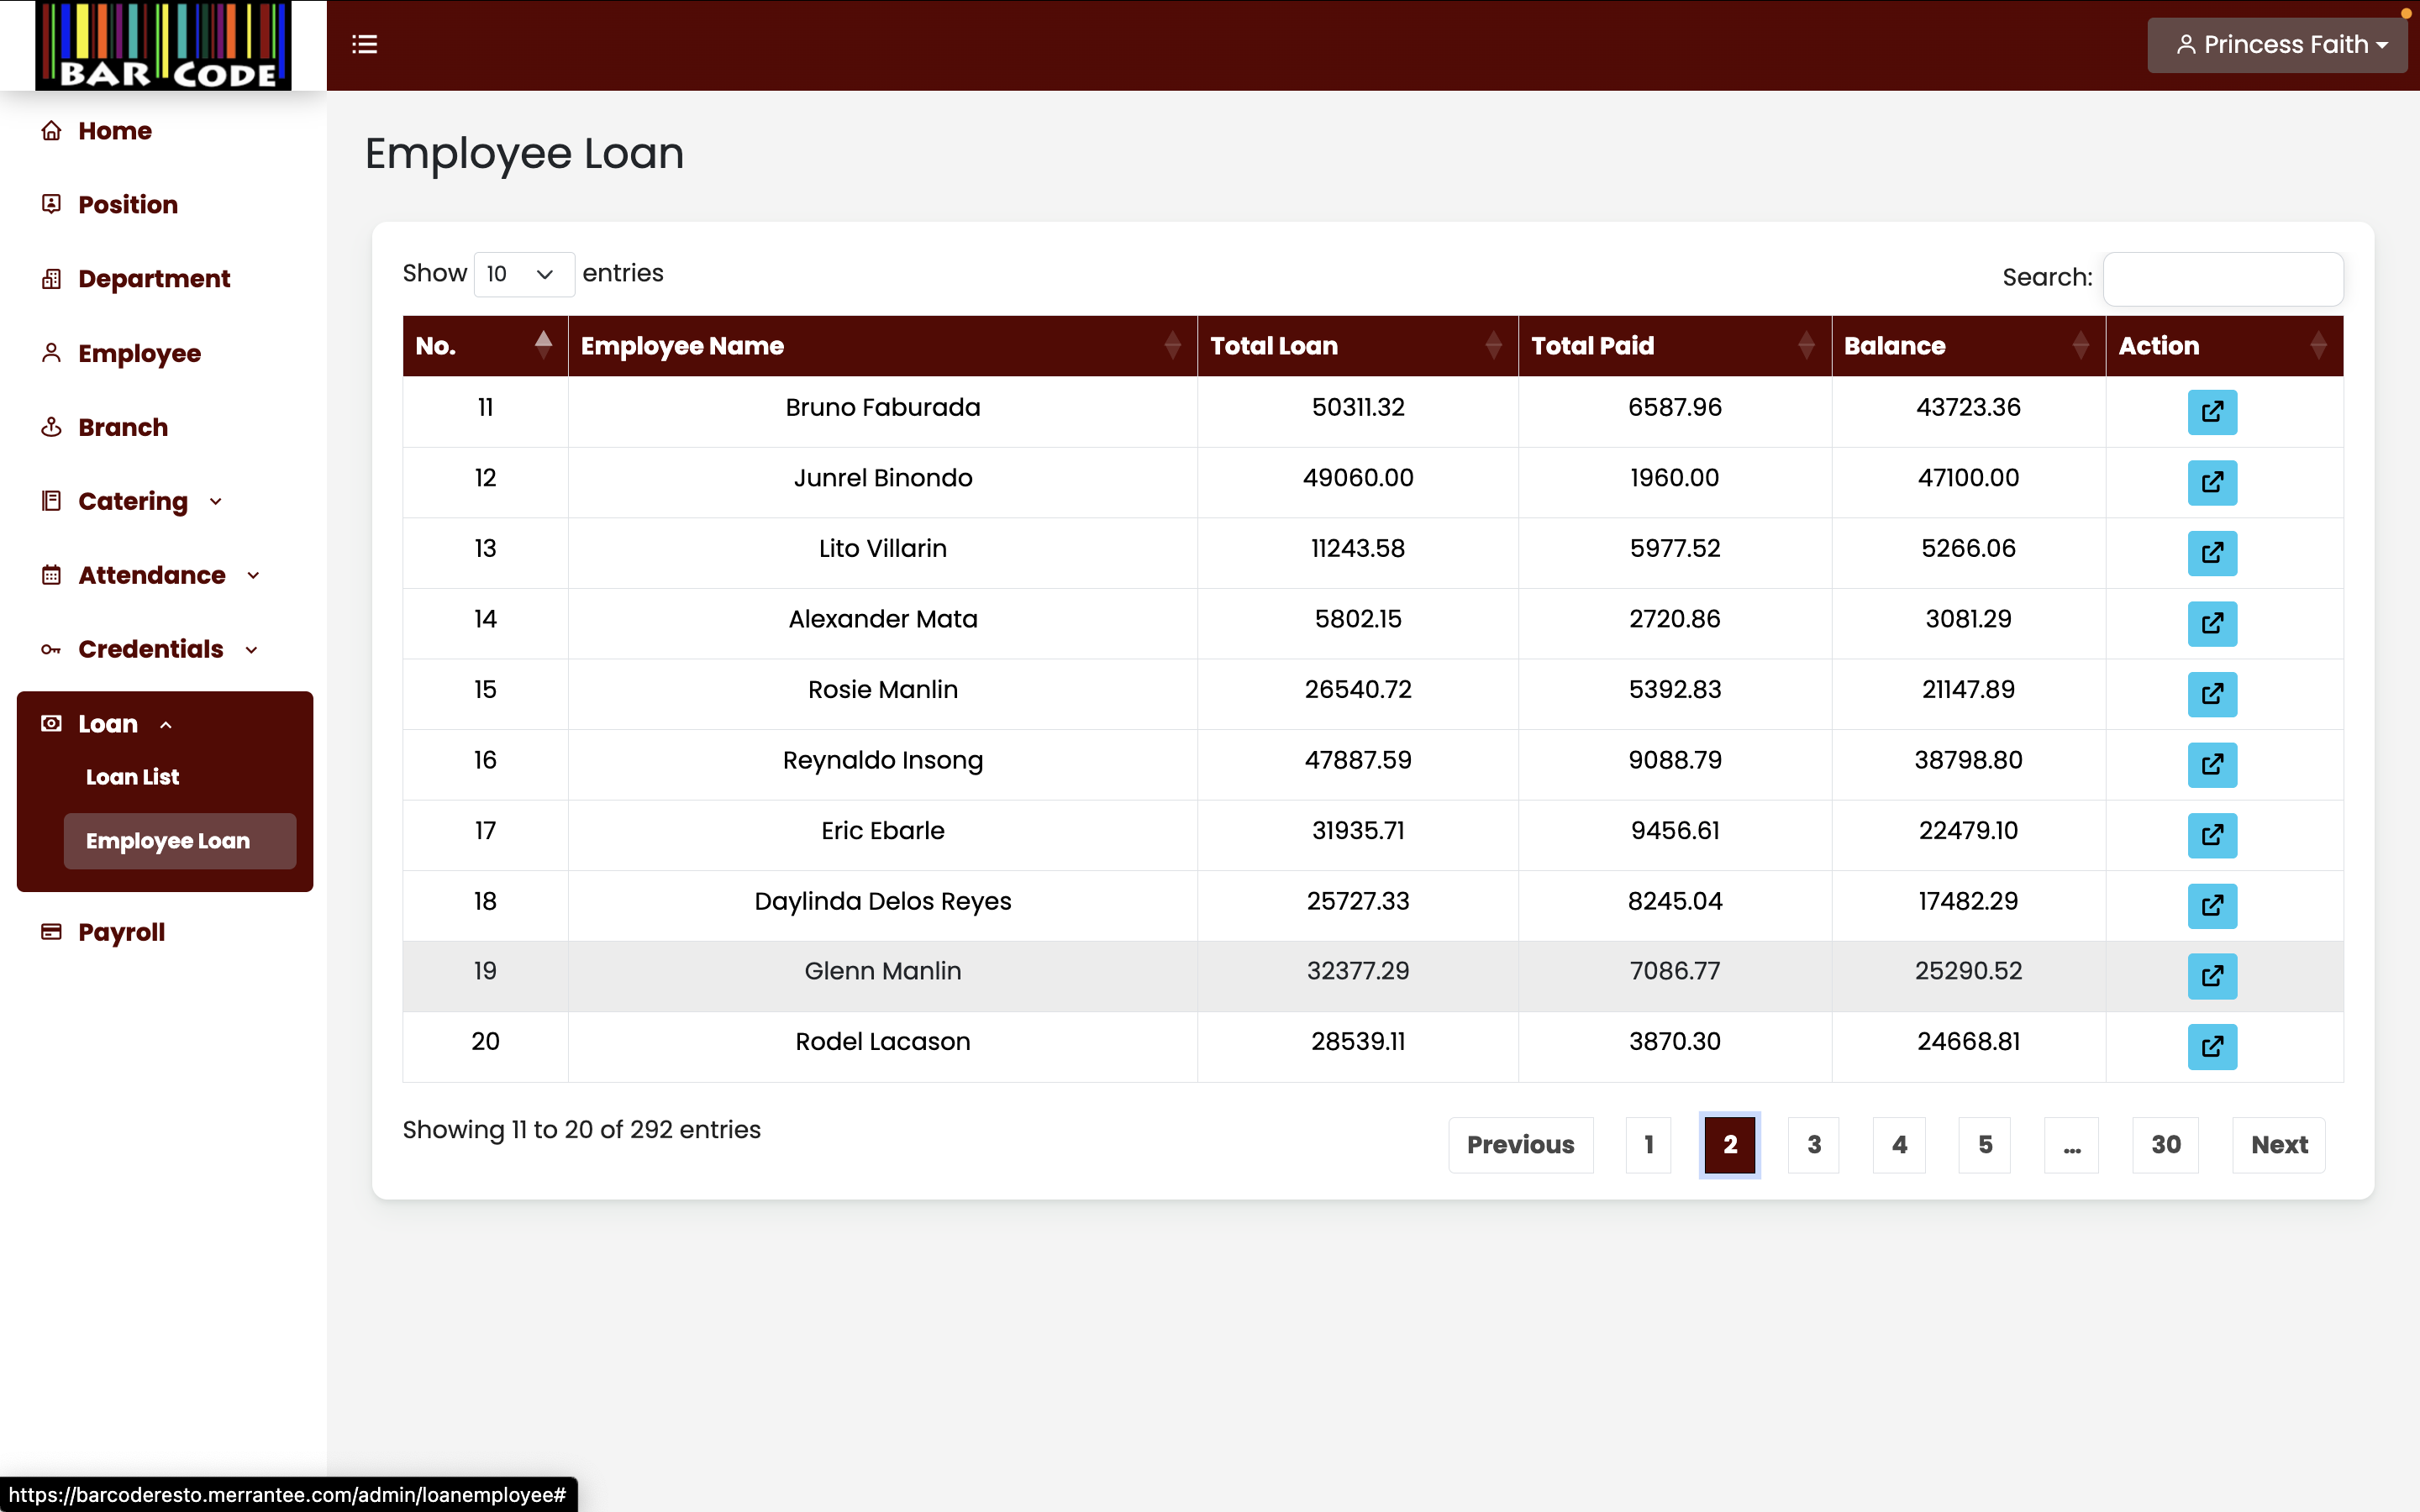 BAR CODE
Princess Faith
Home
Position
Department
Employee
Branch
Catering
Attendance
Credentials
Loan
Loan List
Employee Loan
Payroll
Employee Loan
Show 10 entries
Search:
No. Employee Name Total Loan Total Paid Balance Action
11 Bruno Faburada 50311.32 6587.96 43723.36
12 Junrel Binondo 49060.00 1960.00 47100.00
13 Lito Villarin 11243.58 5977.52 5266.06
14 Alexander Mata 5802.15 2720.86 3081.29
15 Rosie Manlin 26540.72 5392.83 21147.89
16 Reynaldo Insong 47887.59 9088.79 38798.80
17 Eric Ebarle 31935.71 9456.61 22479.10
18 Daylinda Delos Reyes 25727.33 8245.04 17482.29
19 Glenn Manlin 32377.29 7086.77 25290.52
20 Rodel Lacason 28539.11 3870.30 24668.81
Showing 11 to 20 of 292 entries
Previous 1 2 3 4 5 … 30 Next
https://barcoderesto.merrantee.com/admin/loanemployee#